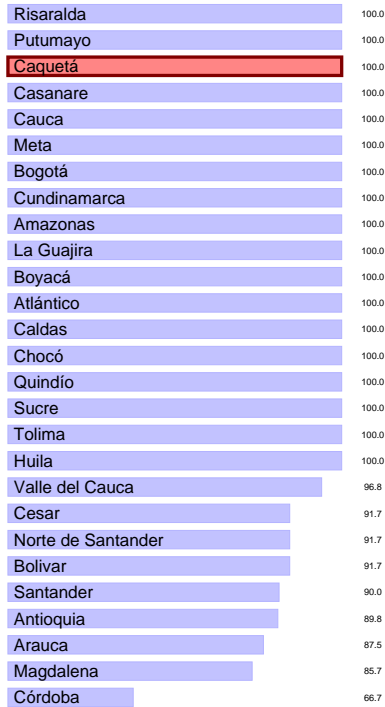 Risaralda 100.0
Putumayo 100.0
Caquetá 100.0
Casanare 100.0
Cauca 100.0
Meta 100.0
Bogotá 100.0
Cundinamarca 100.0
Amazonas 100.0
La Guajira 100.0
Boyacá 100.0
Atlántico 100.0
Caldas 100.0
Chocó 100.0
Quindío 100.0
Sucre 100.0
Tolima 100.0
Huila 100.0
Valle del Cauca 96.8
Cesar 91.7
Norte de Santander 91.7
Bolivar 91.7
Santander 90.0
Antioquia 89.8
Arauca 87.5
Magdalena 85.7
Córdoba 66.7